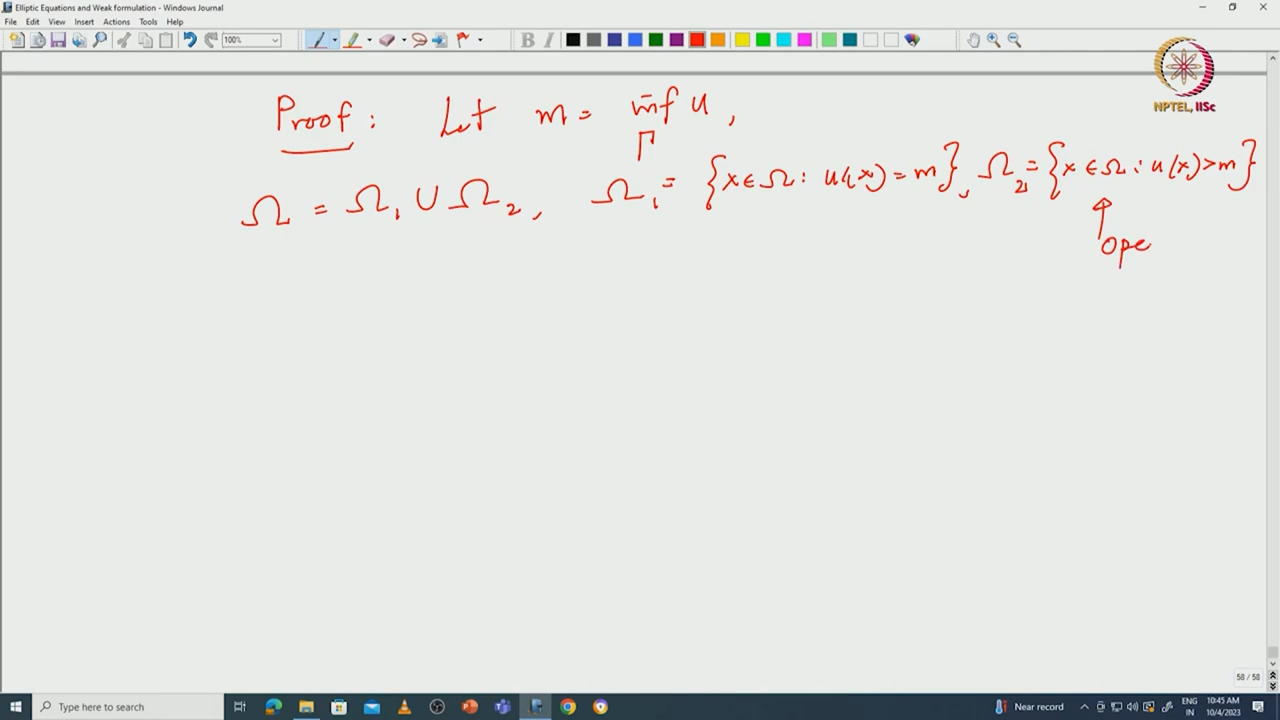 Elliptic Equations and Weak formulation - Windows Journal
File Edit View Insert Actions Tools Help
100%
B I
NPTEL, IISc
Proof : Let m = inf u ,
Γ
Ω = Ω₁ ∪ Ω₂ , Ω₁ = {x ∈ Ω : u(x) = m} , Ω₂ = {x ∈ Ω : u(x) > m}
↑
ope
58 / 58
Type here to search
Near record
ENG
IN
10:45 AM
10/4/2023